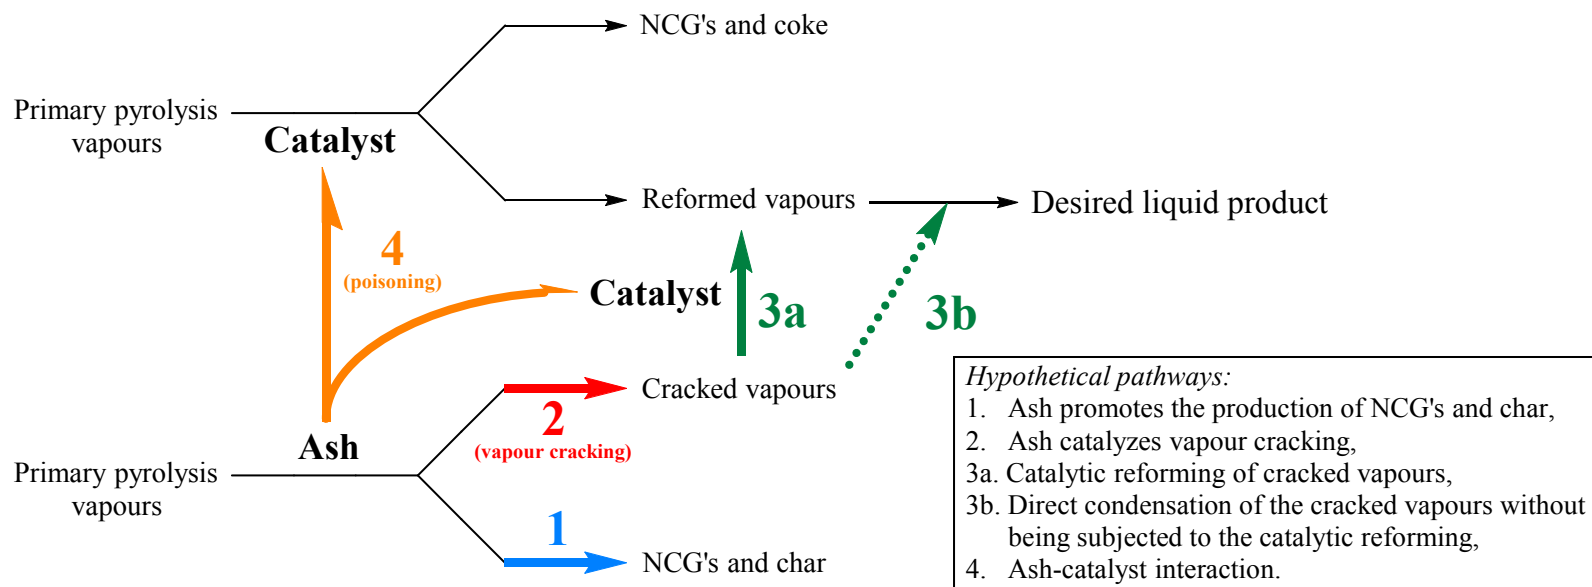 NCG's and coke
Primary pyrolysis
vapours
Catalyst
Reformed vapours
Desired liquid product
4
(poisoning)
Catalyst
3a
3b
Cracked vapours
2
(vapour cracking)
Ash
Primary pyrolysis
vapours
1
NCG's and char
Hypothetical pathways:
1. Ash promotes the production of NCG's and char,
2. Ash catalyzes vapour cracking,
3a. Catalytic reforming of cracked vapours,
3b. Direct condensation of the cracked vapours without
being subjected to the catalytic reforming,
4. Ash-catalyst interaction.